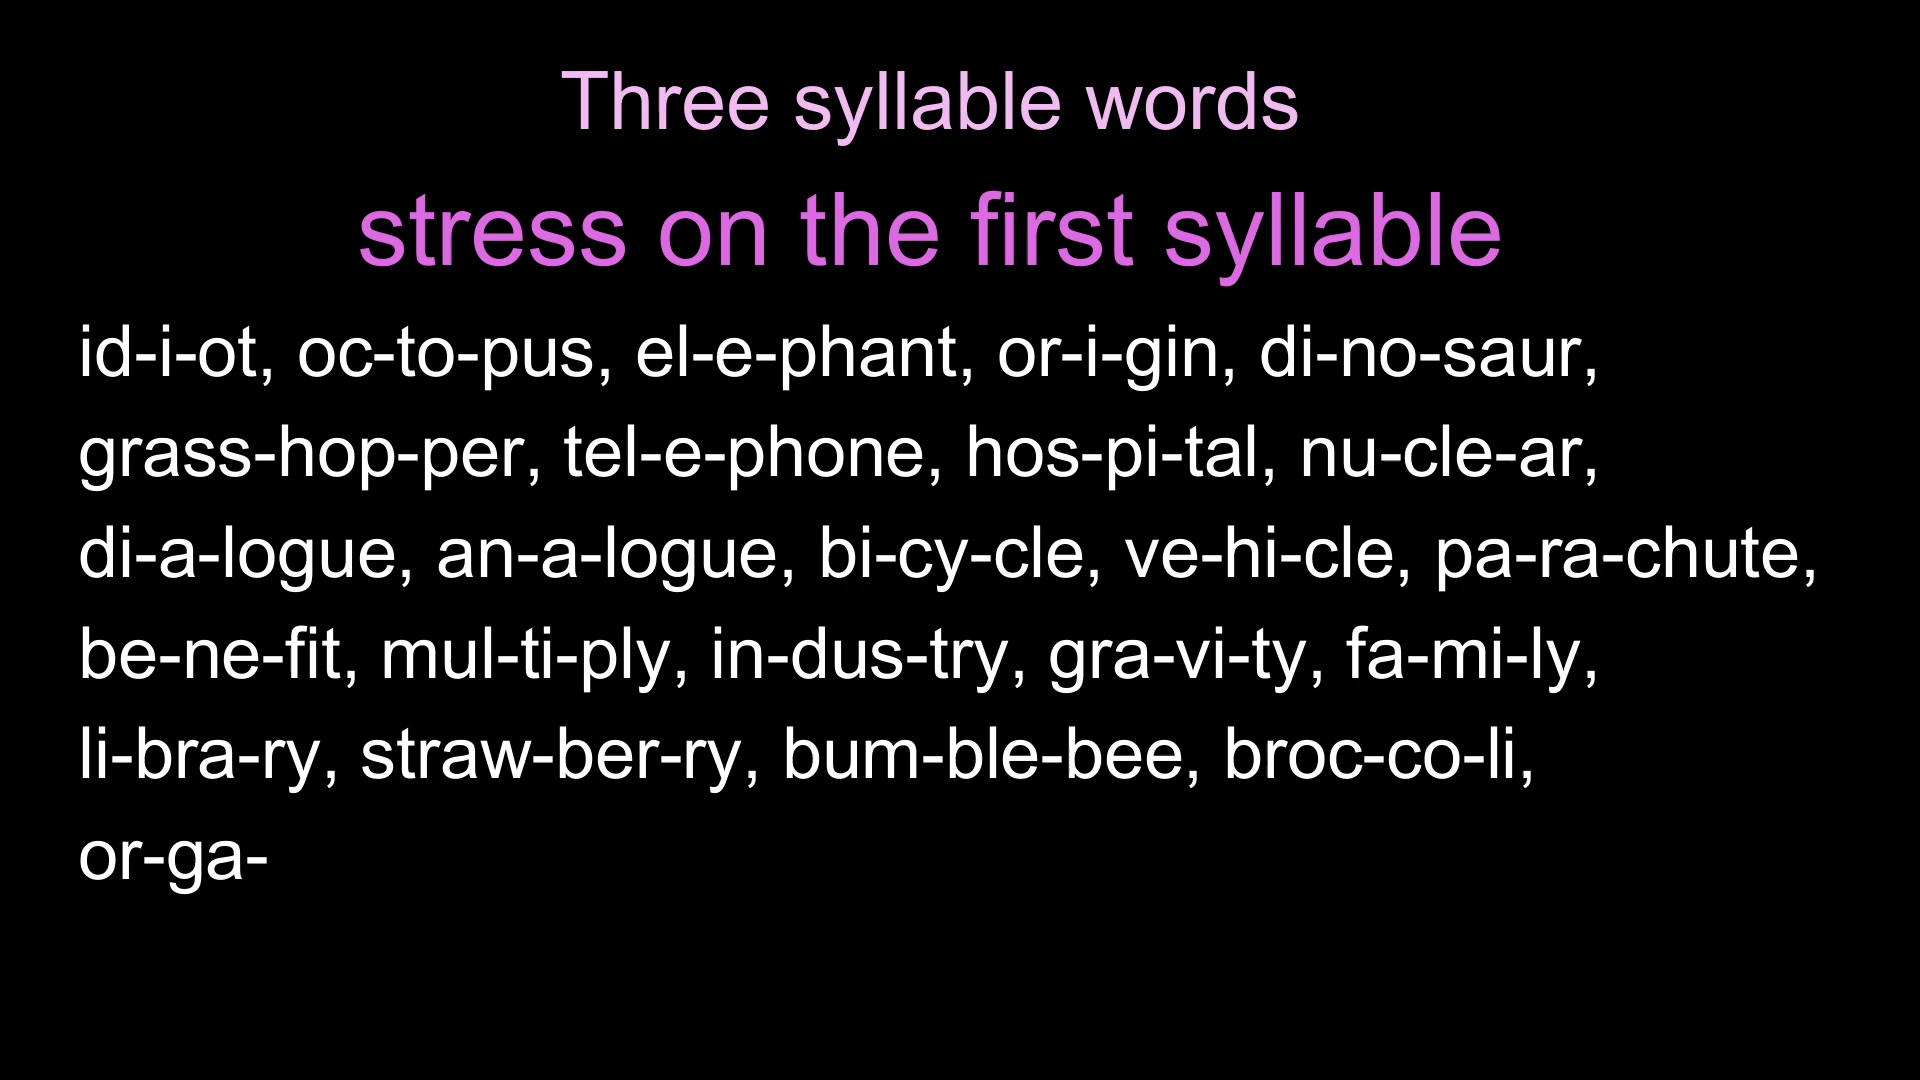 Three syllable words
stress on the first syllable
id-i-ot, oc-to-pus, el-e-phant, or-i-gin, di-no-saur,
grass-hop-per, tel-e-phone, hos-pi-tal, nu-cle-ar,
di-a-logue, an-a-logue, bi-cy-cle, ve-hi-cle, pa-ra-chute,
be-ne-fit, mul-ti-ply, in-dus-try, gra-vi-ty, fa-mi-ly,
li-bra-ry, straw-ber-ry, bum-ble-bee, broc-co-li,
or-ga-